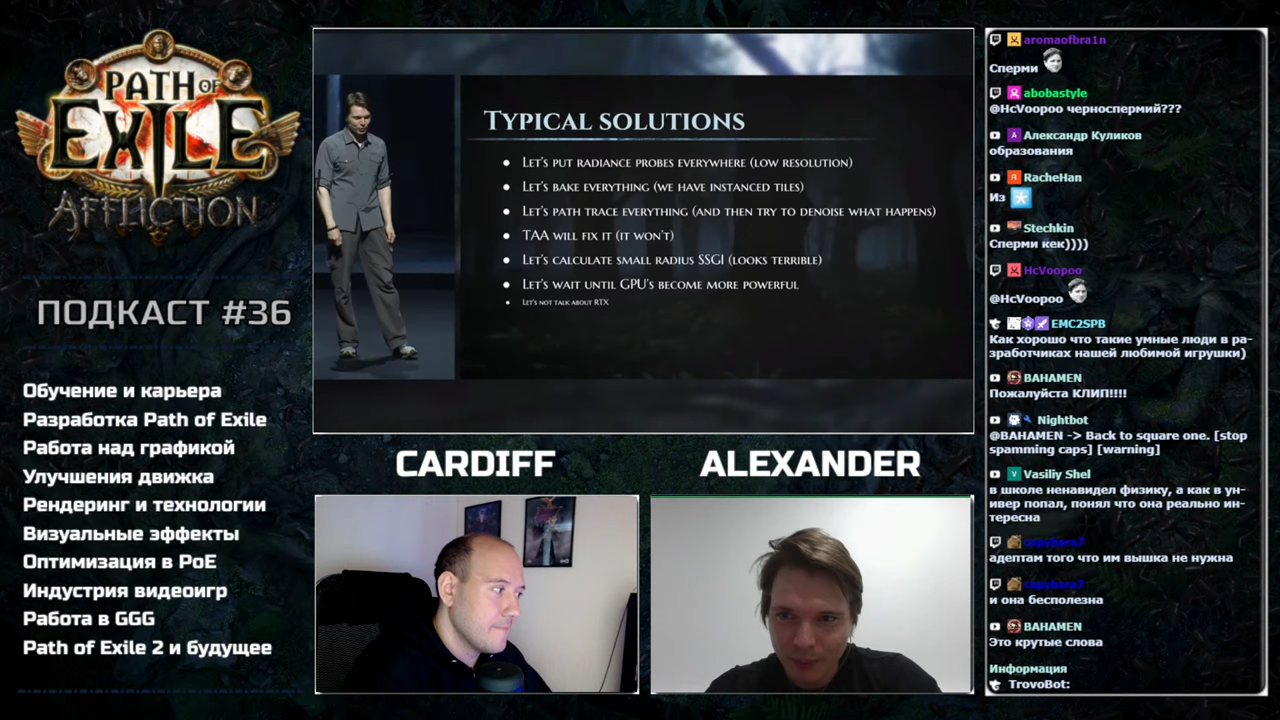 PATH OF
EXILE
AFFLICTION
ПОДКАСТ #36
Обучение и карьера
Разработка Path of Exile
Работа над графикой
Улучшения движка
Рендеринг и технологии
Визуальные эффекты
Оптимизация в PoE
Индустрия видеоигр
Работа в GGG
Path of Exile 2 и будущее
TYPICAL SOLUTIONS
• LET'S PUT RADIANCE PROBES EVERYWHERE (LOW RESOLUTION)
• LET'S BAKE EVERYTHING (WE HAVE INSTANCED TILES)
• LET'S PATH TRACE EVERYTHING (AND THEN TRY TO DENOISE WHAT HAPPENS)
• TAA WILL FIX IT (IT WON'T)
• LET'S CALCULATE SMALL RADIUS SSGI (LOOKS TERRIBLE)
• LET'S WAIT UNTIL GPU'S BECOME MORE POWERFUL
• LET'S NOT TALK ABOUT RTX
CARDIFF
ALEXANDER
aromaofbra1n
Сперми
abobastyle
@HcVoopoo черноспермий???
Александр Куликов
образования
RacheHan
Из
Stechkin
Сперми кек))))
HcVoopoo
@HcVoopoo
EMC2SPB
Как хорошо что такие умные люди в ра-
зработчиках нашей любимой игрушки)
BAHAMEN
Пожалуйста КЛИП!!!!
Nightbot
@BAHAMEN -> Back to square one. [stop
spamming caps] [warning]
Vasiliy Shel
в школе ненавидел физику, а как в ун-
ивер попал, понял что она реально ин-
тересна
capybara7
адептам того что им вышка не нужна
capybara7
и она бесполезна
BAHAMEN
Это крутые слова
Информация
TrovoBot: